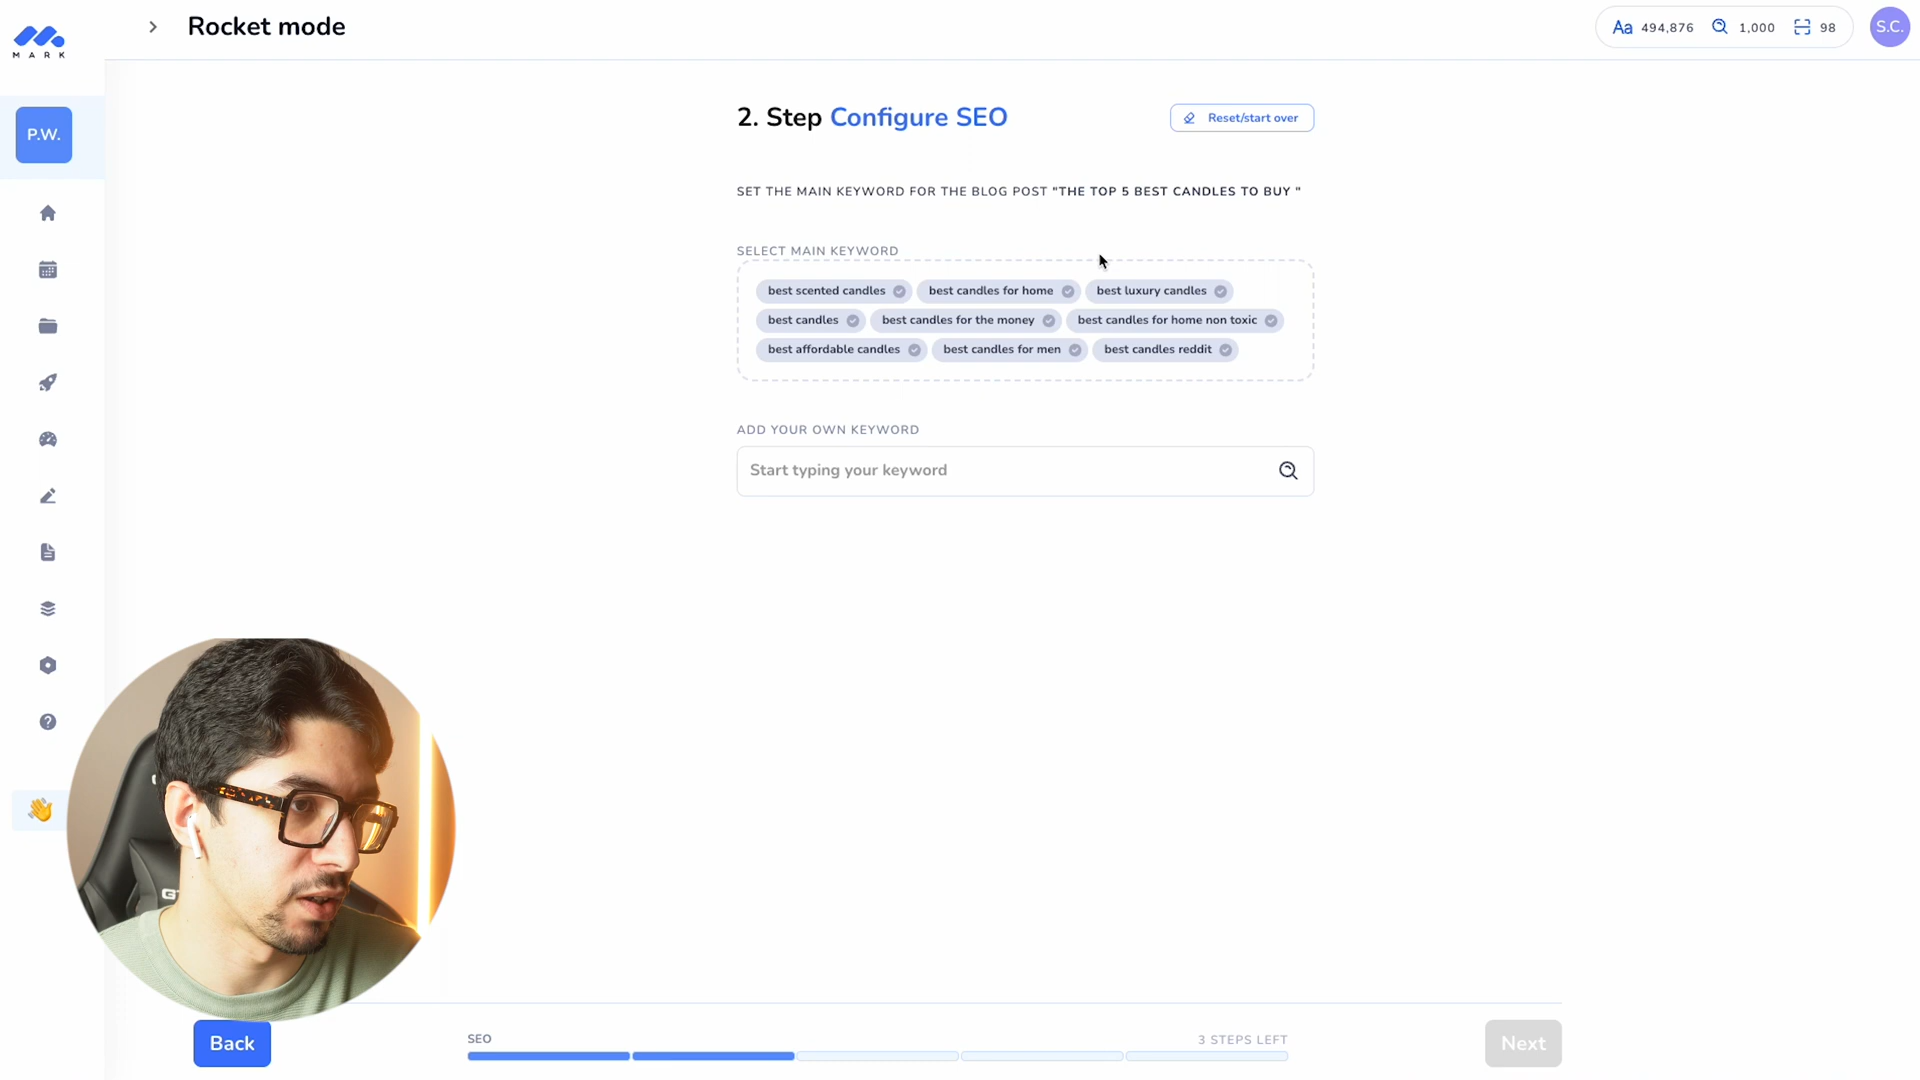 MARK
Rocket mode
Aa 494,876 1,000 98
S.C.
P.W.
2. Step Configure SEO
Reset/start over
SET THE MAIN KEYWORD FOR THE BLOG POST "THE TOP 5 BEST CANDLES TO BUY "
SELECT MAIN KEYWORD
best scented candles best candles for home best luxury candles
best candles best candles for the money best candles for home non toxic
best affordable candles best candles for men best candles reddit
ADD YOUR OWN KEYWORD
Start typing your keyword
Back
SEO
3 STEPS LEFT
Next